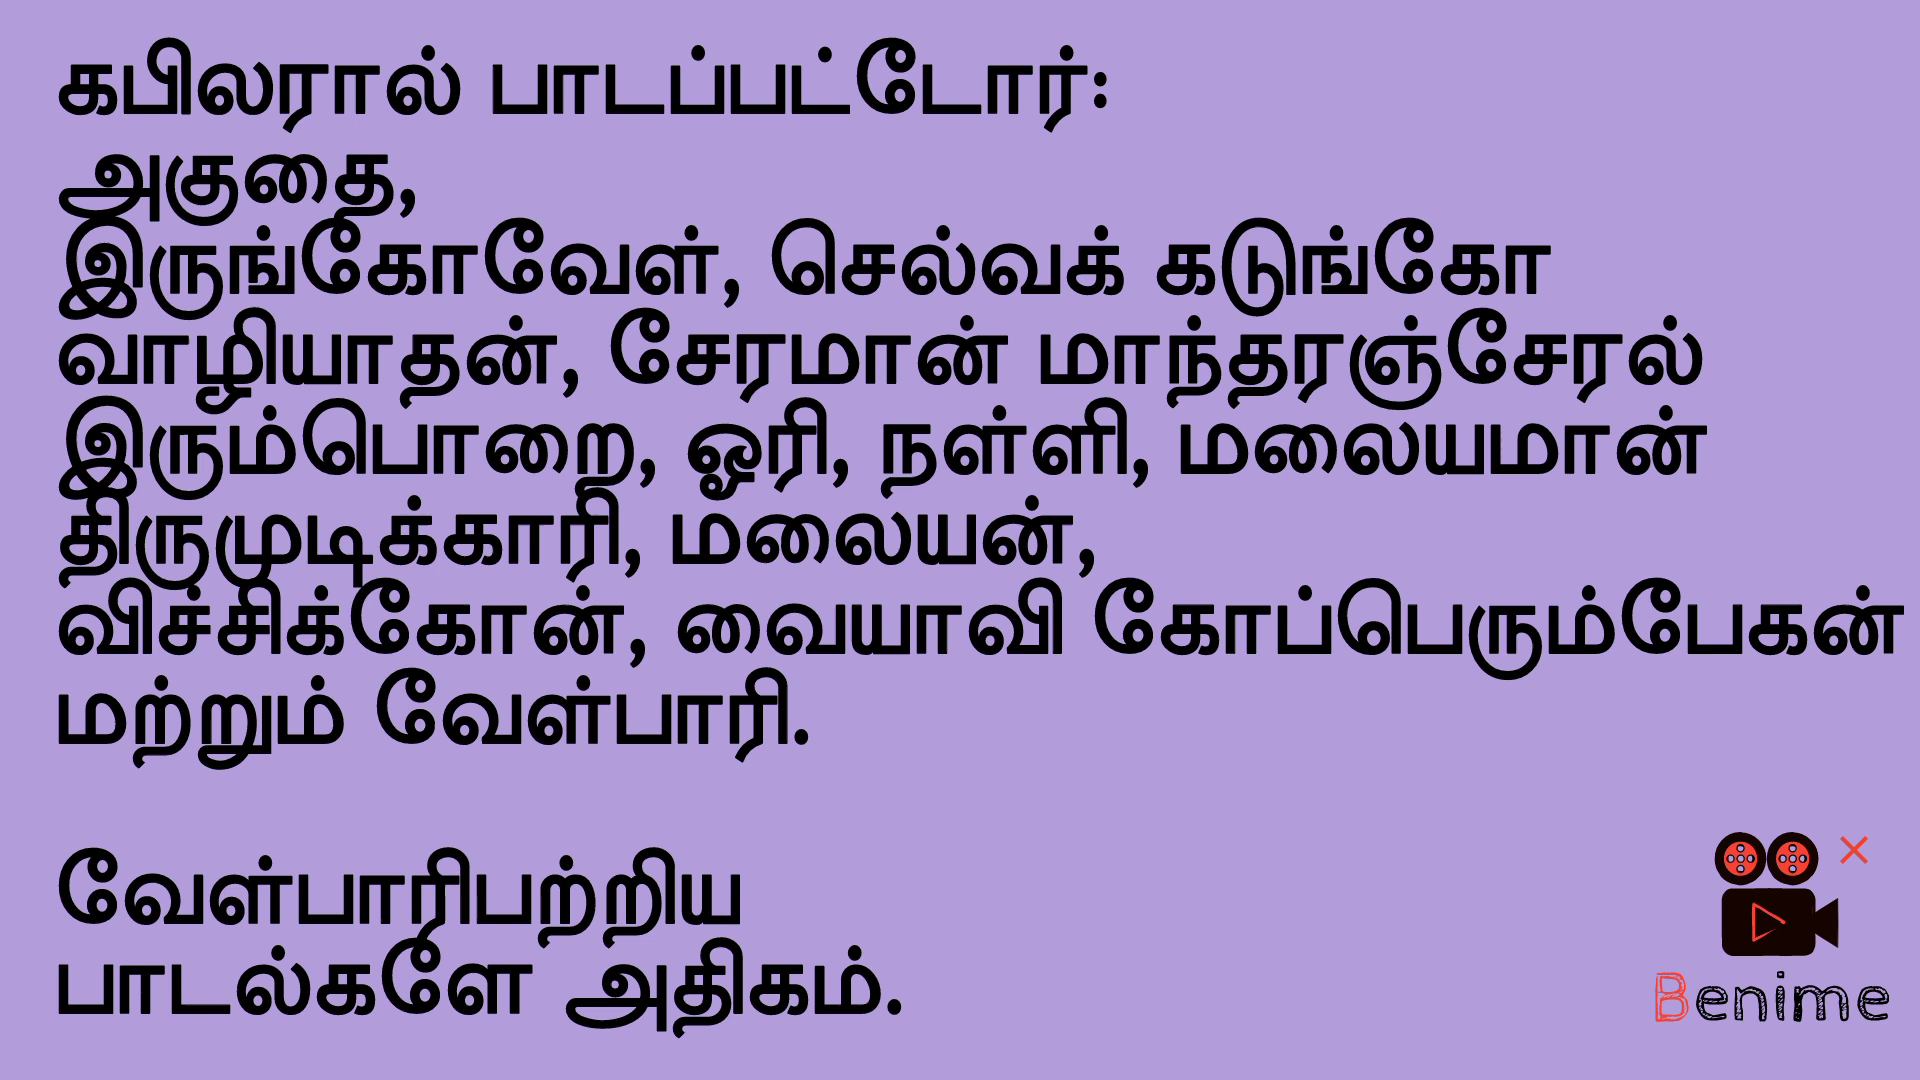 கபிலரால் பாடப்பட்டோர்:
அகுதை,
இருங்கோவேள், செல்வக் கடுங்கோ
வாழியாதன், சேரமான் மாந்தரஞ்சேரல்
இரும்பொறை, ஓரி, நள்ளி, மலையமான்
திருமுடிக்காரி, மலையன்,
விச்சிக்கோன், வையாவி கோப்பெரும்பேகன்
மற்றும் வேள்பாரி.
வேள்பாரிபற்றிய
பாடல்களே அதிகம்.
Benime